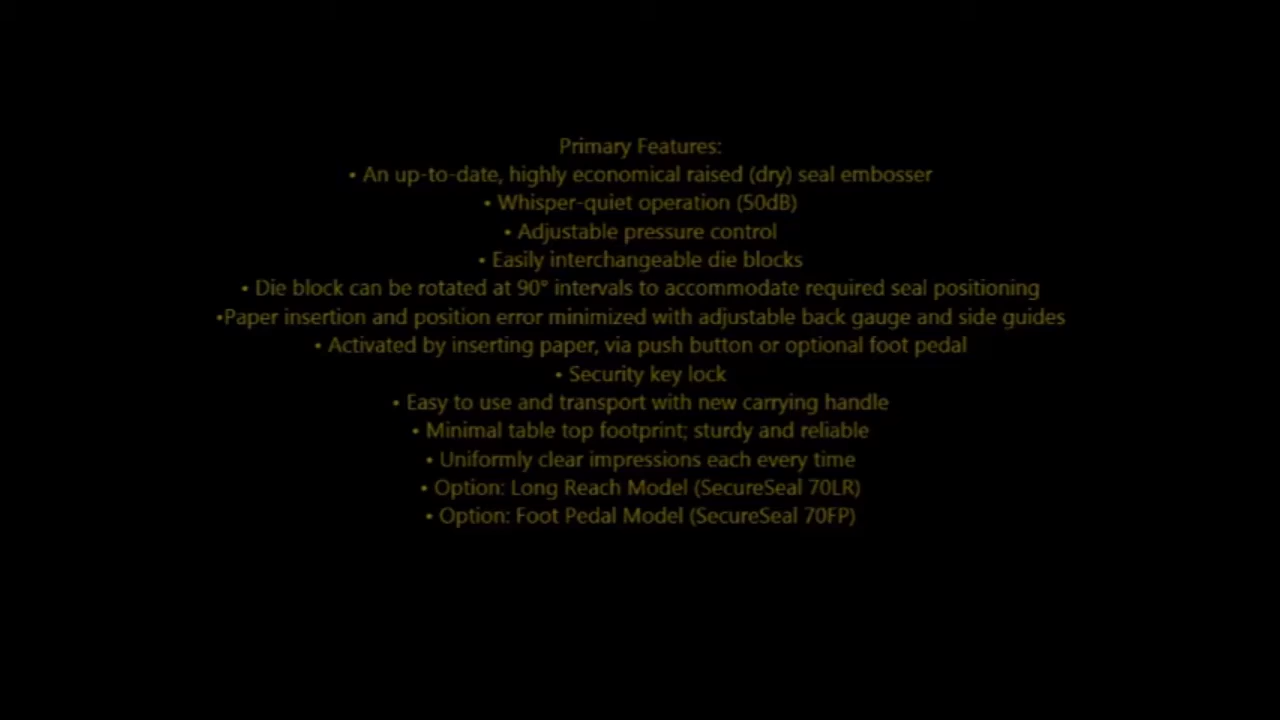 Primary Features:
• An up-to-date, highly economical raised (dry) seal embosser
• Whisper-quiet operation (50dB)
• Adjustable pressure control
• Easily interchangeable die blocks
• Die block can be rotated at 90° intervals to accommodate required seal positioning
•Paper insertion and position error minimized with adjustable back gauge and side guides
• Activated by inserting paper, via push button or optional foot pedal
• Security key lock
• Easy to use and transport with new carrying handle
• Minimal table top footprint; sturdy and reliable
• Uniformly clear impressions each every time
• Option: Long Reach Model (SecureSeal 70LR)
• Option: Foot Pedal Model (SecureSeal 70FP)